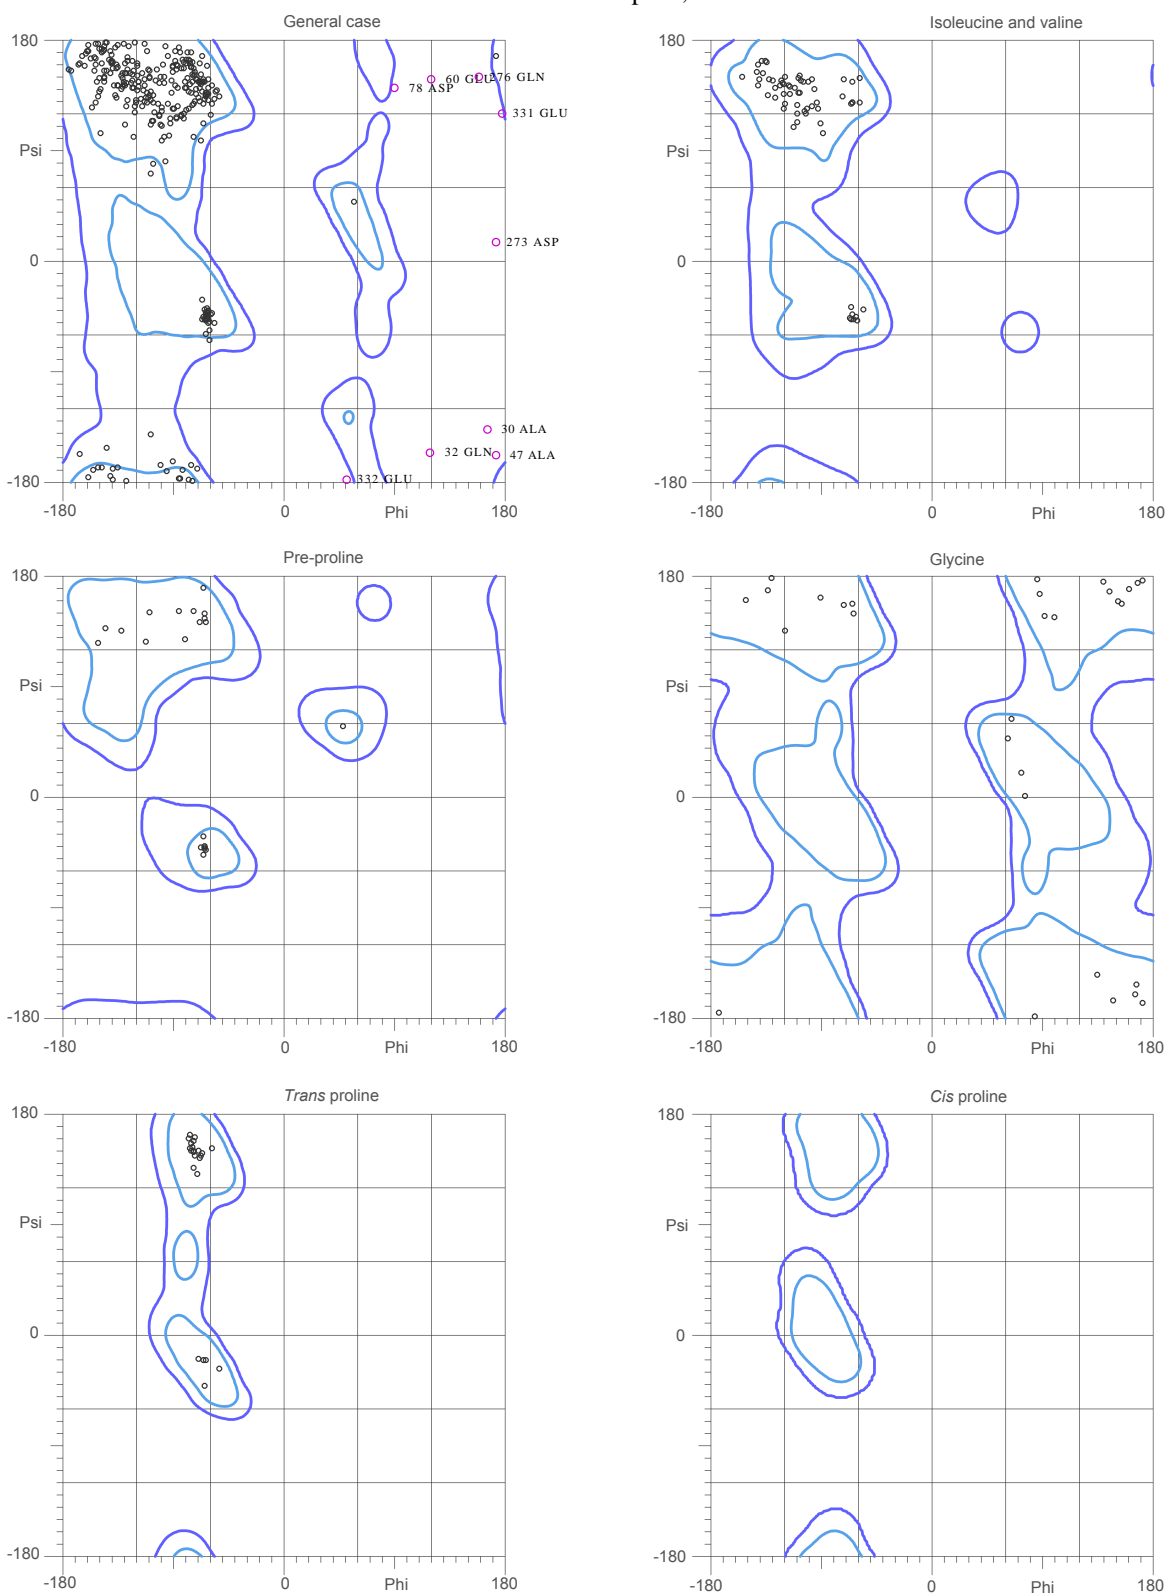 General case
Isoleucine and valine
180
60 GLU
276 GLN
78 ASP
331 GLU
Psi
273 ASP
0
30 ALA
32 GLN
47 ALA
332 GLU
-180
-180
0
Phi
180
180
Psi
0
-180
-180
0
Phi
180
Pre-proline
Glycine
180
Psi
0
-180
-180
0
Phi
180
180
Psi
0
-180
-180
0
Phi
180
Trans proline
Cis proline
180
Psi
0
-180
-180
0
Phi
180
180
Psi
0
-180
-180
0
Phi
180